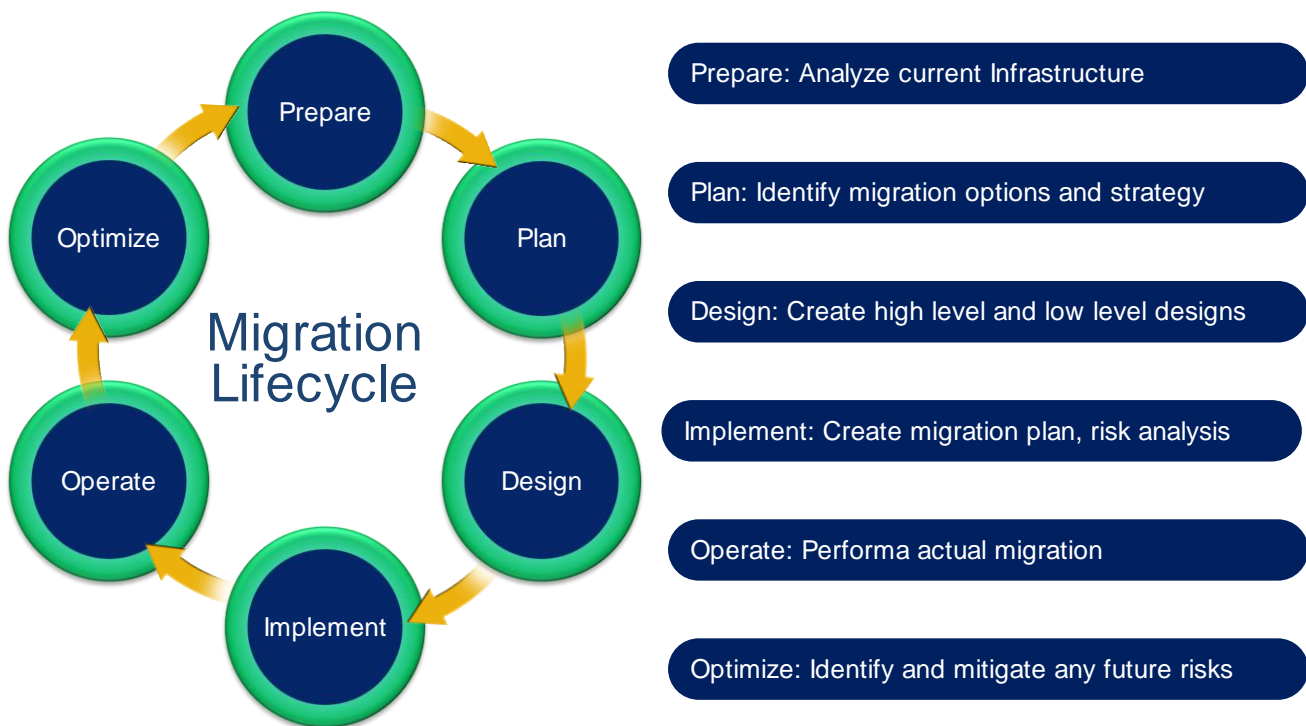 Prepare
Plan
Design
Implement
Operate
Optimize
Migration
Lifecycle
Prepare: Analyze current Infrastructure
Plan: Identify migration options and strategy
Design: Create high level and low level designs
Implement: Create migration plan, risk analysis
Operate: Performa actual migration
Optimize: Identify and mitigate any future risks